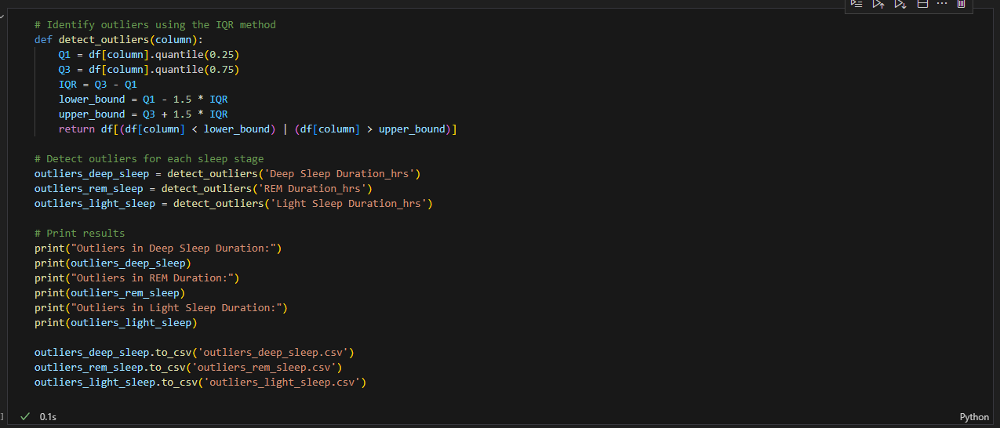 # Identify outliers using the IQR method
def detect_outliers(column):
    Q1 = df[column].quantile(0.25)
    Q3 = df[column].quantile(0.75)
    IQR = Q3 - Q1
    lower_bound = Q1 - 1.5 * IQR
    upper_bound = Q3 + 1.5 * IQR
    return df[(df[column] < lower_bound) | (df[column] > upper_bound)]

# Detect outliers for each sleep stage
outliers_deep_sleep = detect_outliers('Deep Sleep Duration_hrs')
outliers_rem_sleep = detect_outliers('REM Duration_hrs')
outliers_light_sleep = detect_outliers('Light Sleep Duration_hrs')

# Print results
print("Outliers in Deep Sleep Duration:")
print(outliers_deep_sleep)
print("Outliers in REM Duration:")
print(outliers_rem_sleep)
print("Outliers in Light Sleep Duration:")
print(outliers_light_sleep)

outliers_deep_sleep.to_csv('outliers_deep_sleep.csv')
outliers_rem_sleep.to_csv('outliers_rem_sleep.csv')
outliers_light_sleep.to_csv('outliers_light_sleep.csv')

] ✓ 0.1s Python